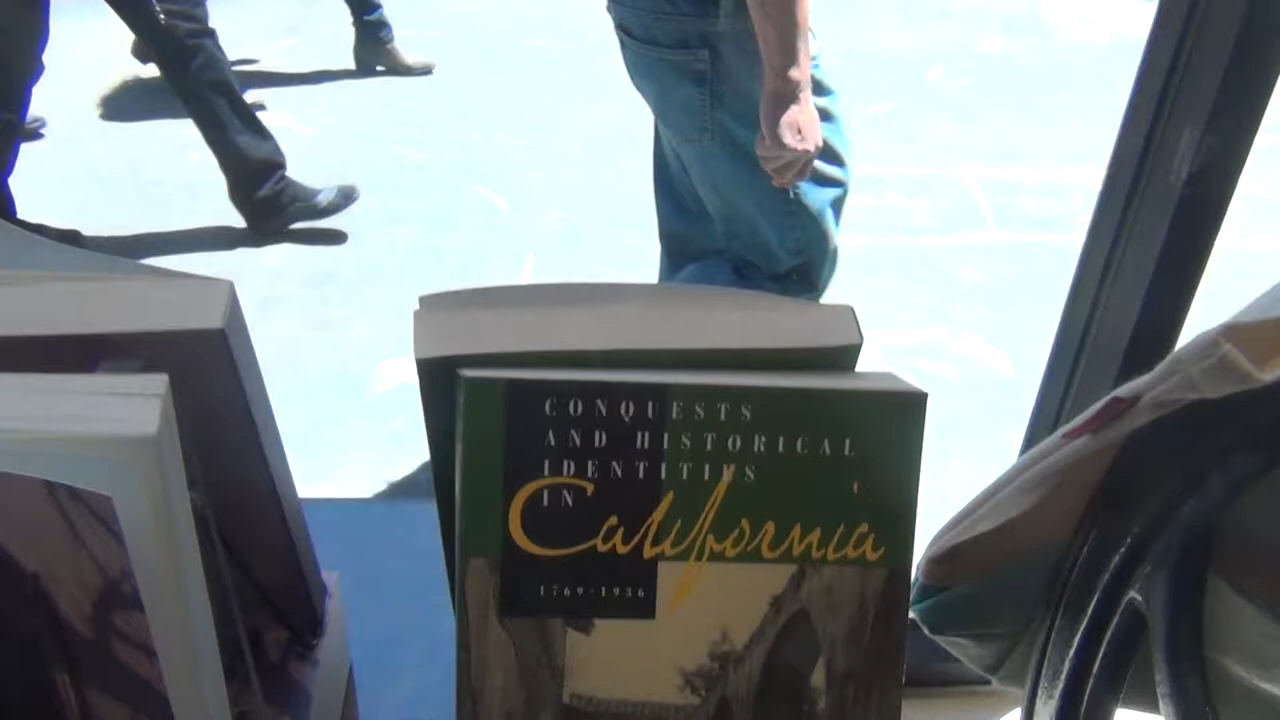 CONQUESTS
AND HISTORICAL
IDENTITIES
IN
California
1769-1936